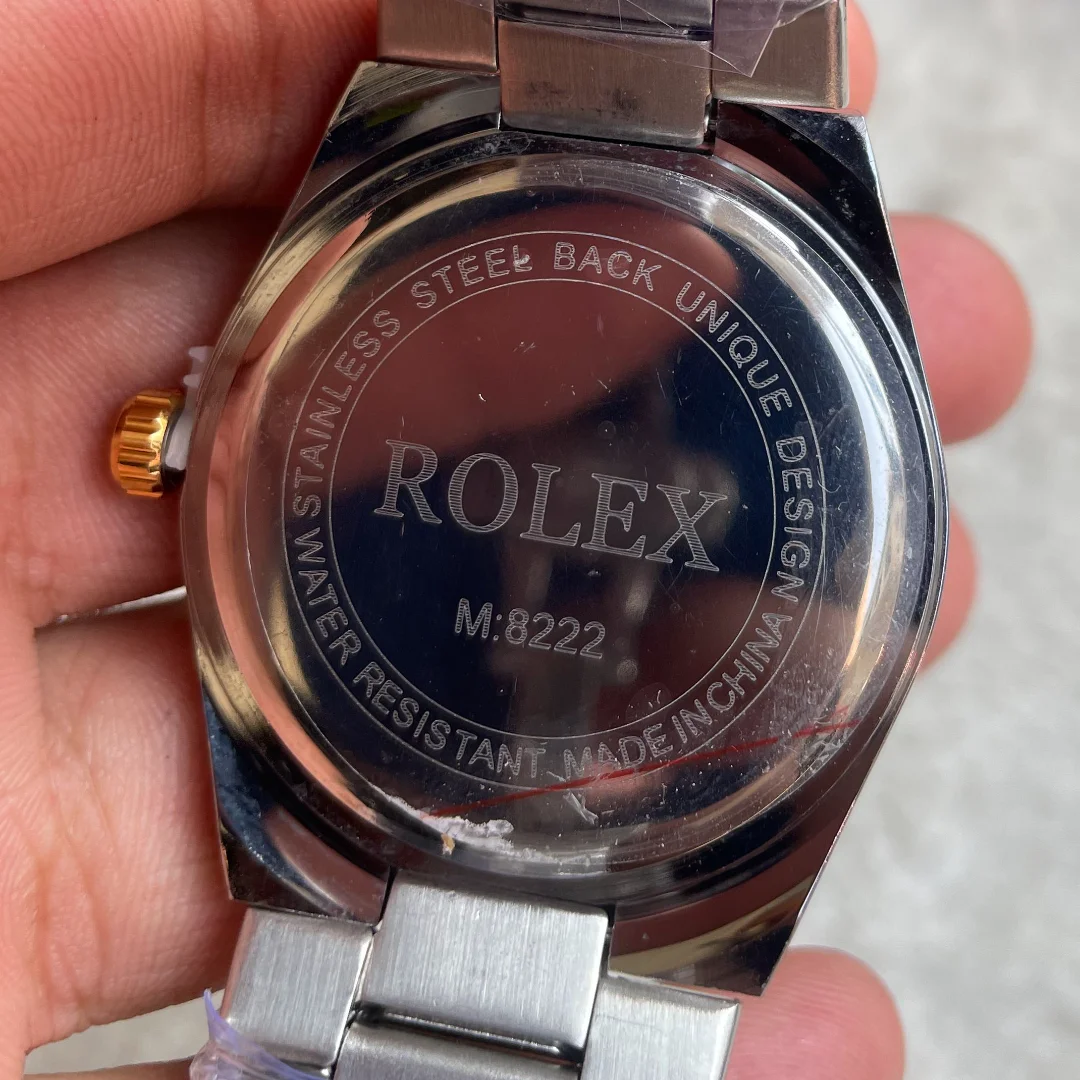 STAINLESS STEEL BACK UNIQUE DESIGN
ROLEX
M:8222
WATER RESISTANT MADE IN CHINA